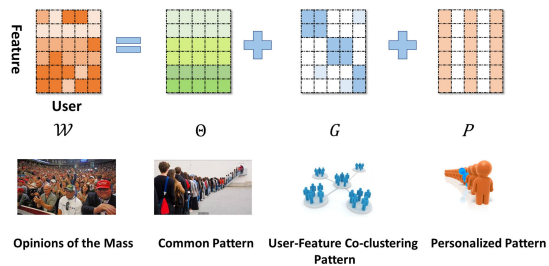 Feature
User
𝒲
Θ
G
P
Opinions of the Mass
Common Pattern
User-Feature Co-clustering
Pattern
Personalized Pattern